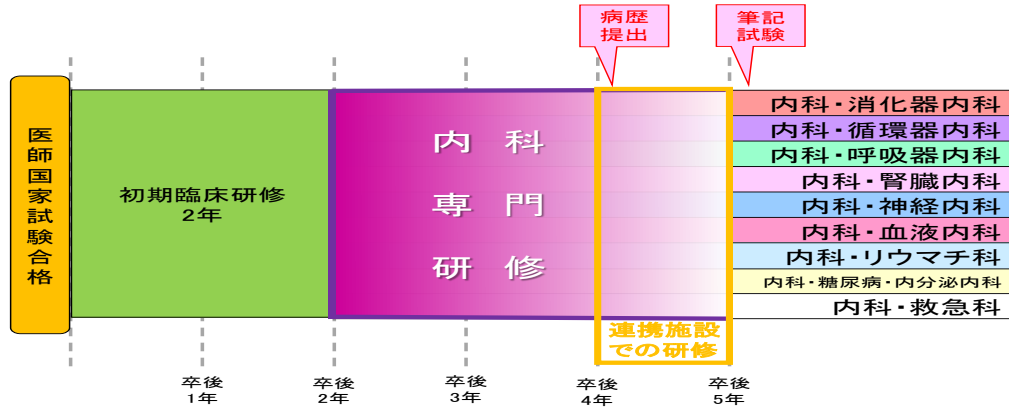 病歴
提出
筆記
試験
医師国家試験合格
初期臨床研修
2年
内科
専門
研修
内科・消化器内科
内科・循環器内科
内科・呼吸器内科
内科・腎臓内科
内科・神経内科
内科・血液内科
内科・リウマチ科
内科・糖尿病・内分泌内科
内科・救急科
連携施設
での研修
卒後
1年
卒後
2年
卒後
3年
卒後
4年
卒後
5年